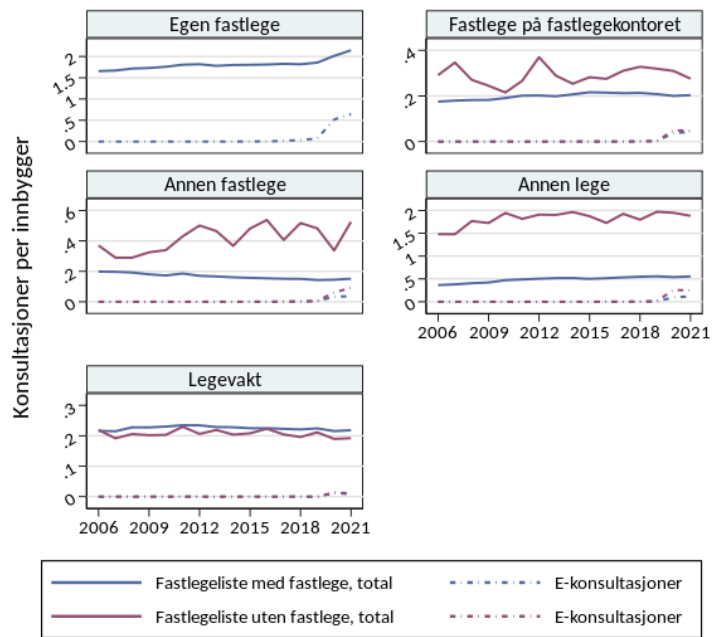 Konsultasjoner per innbygger
Egen fastlege
2
1.5
1
.5
0
Fastlege på fastlegekontoret
.4
.2
0
Annen fastlege
.6
.4
.2
0
Annen lege
2
1.5
1
.5
0
2006 2009 2012 2015 2018 2021
Legevakt
.3
.2
.1
0
2006 2009 2012 2015 2018 2021
Fastlegeliste med fastlege, total E-konsultasjoner
Fastlegeliste uten fastlege, total E-konsultasjoner